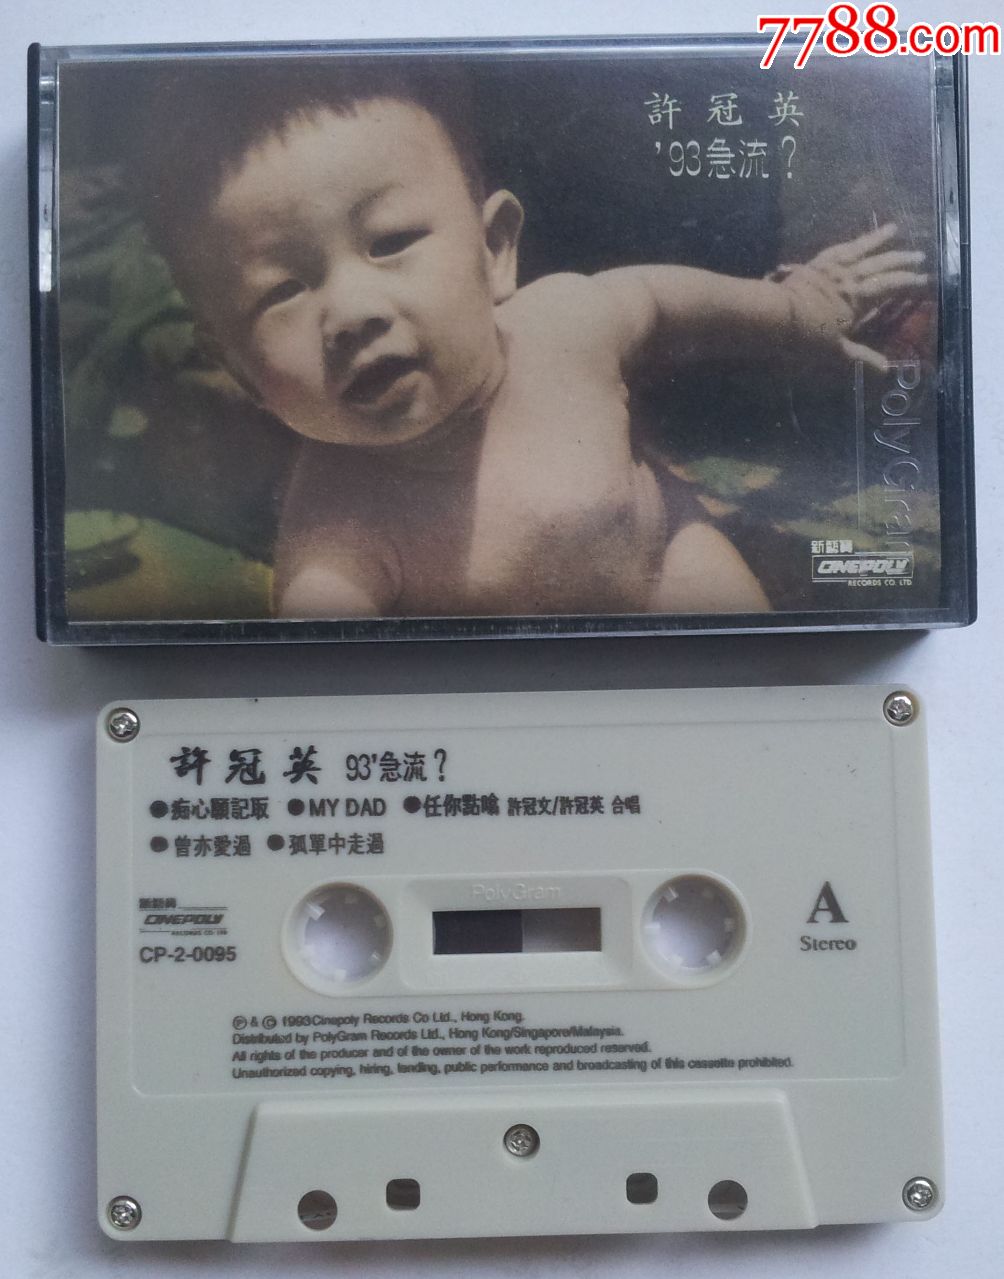 7788.com
許冠英
'93急流?
PolyGram
新藝寶
CINEPOLY
RECORDS CO. LTD
許冠英 93'急流?
●痴心願記取 ●MY DAD ●任你點噏 許冠文/許冠英 合唱
●曾亦愛過 ●孤單中走過
PolyGram
新藝寶
CINEPOLY
RECORDS CO. LTD
CP-2-0095
A
Stereo
℗ & © 1993 Cinepoly Records Co Ltd., Hong Kong.
Distributed by PolyGram Records Ltd., Hong Kong/Singapore/Malaysia.
All rights of the producer and of the owner of the work reproduced reserved.
Unauthorized copying, hiring, lending, public performance and broadcasting of this cassette prohibited.